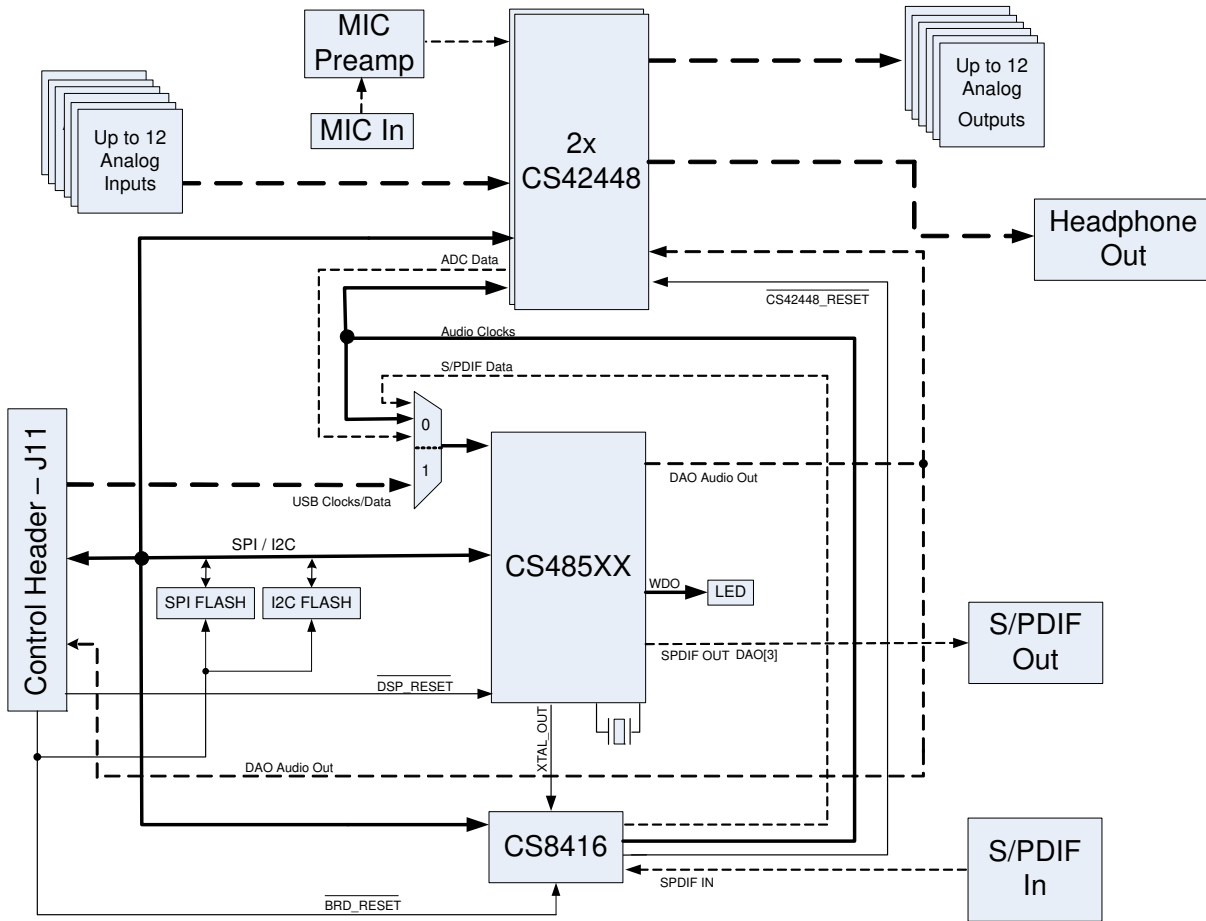 MIC
Preamp
MIC In
Up to 12
Analog
Inputs
2x
CS42448
Up to 12
Analog
Outputs
Headphone
Out
ADC Data
CS42448_RESET
Audio Clocks
S/PDIF Data
0
1
Control Header – J11
USB Clocks/Data
DAO Audio Out
SPI / I2C
CS485XX
SPI FLASH
I2C FLASH
WDO
LED
SPDIF OUT DAO[3]
S/PDIF
Out
DSP_RESET
XTAL_OUT
DAO Audio Out
CS8416
S/PDIF
In
SPDIF IN
BRD_RESET